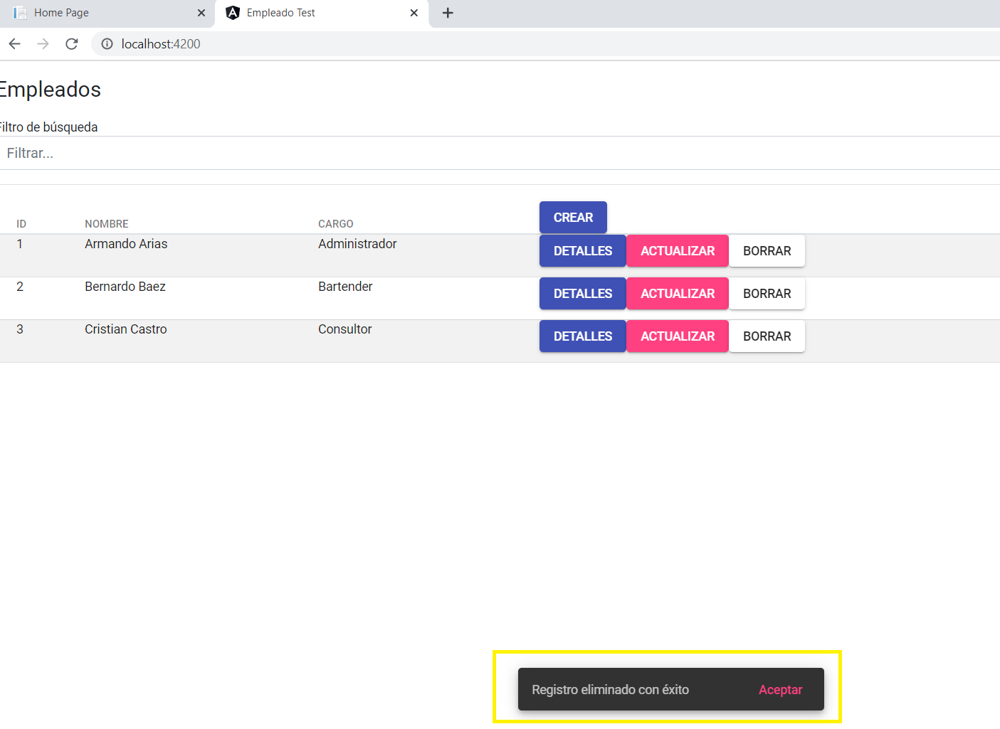 Home Page
Empleado Test
localhost:4200
Empleados
Filtro de búsqueda
Filtrar...
ID NOMBRE CARGO CREAR
1 Armando Arias Administrador DETALLES ACTUALIZAR BORRAR
2 Bernardo Baez Bartender DETALLES ACTUALIZAR BORRAR
3 Cristian Castro Consultor DETALLES ACTUALIZAR BORRAR
Registro eliminado con éxito Aceptar